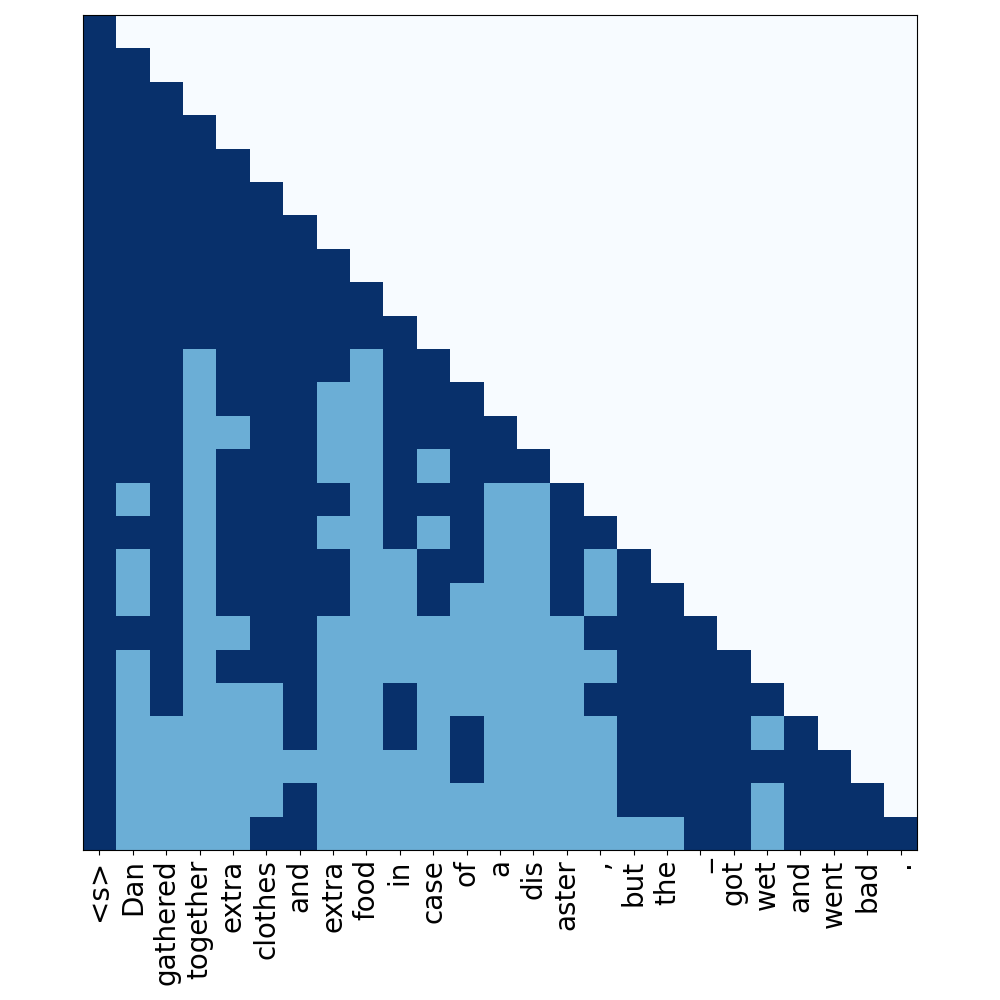 <s> Dan gathered together extra clothes and extra food in case of a dis aster , but the _ got wet and went bad .